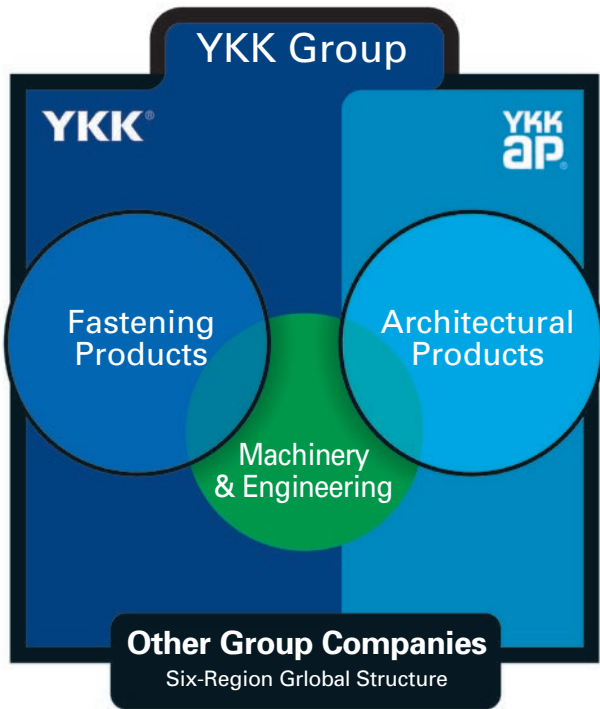 YKK Group
YKK®
YKK
ap®
Fastening
Products
Architectural
Products
Machinery
& Engineering
Other Group Companies
Six-Region Grlobal Structure